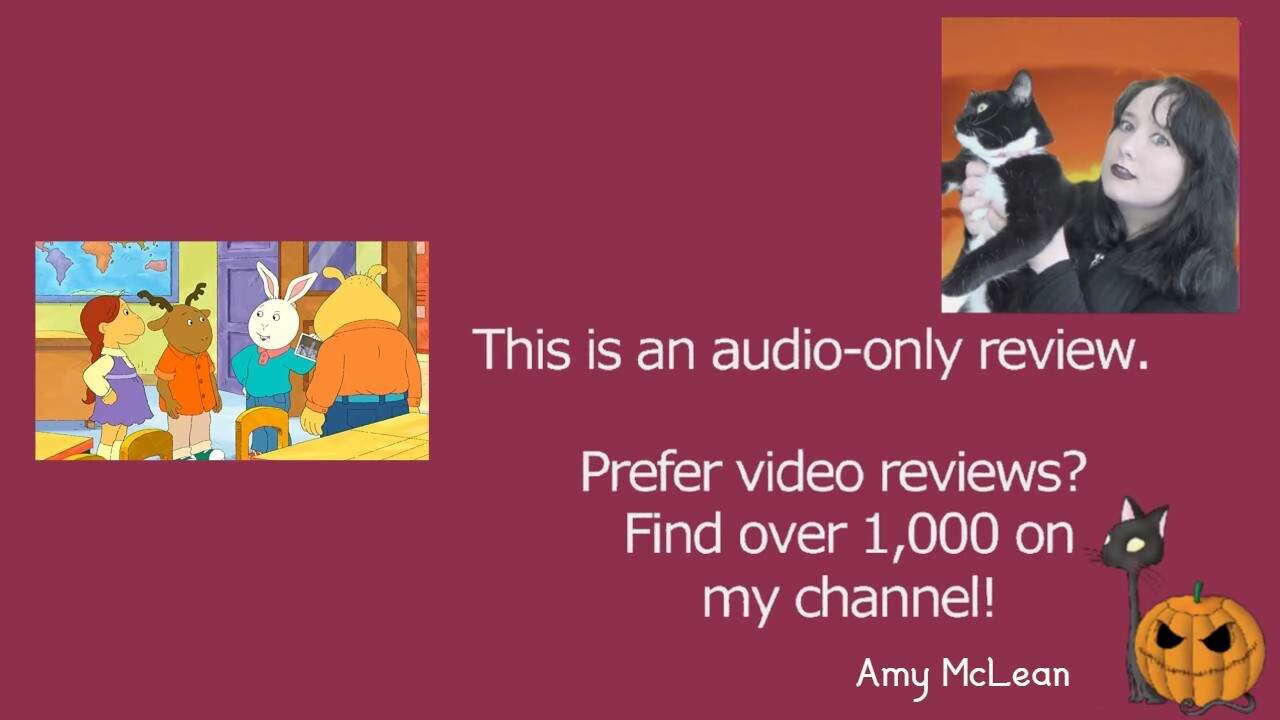 This is an audio-only review.
Prefer video reviews?
Find over 1,000 on
my channel!
Amy McLean